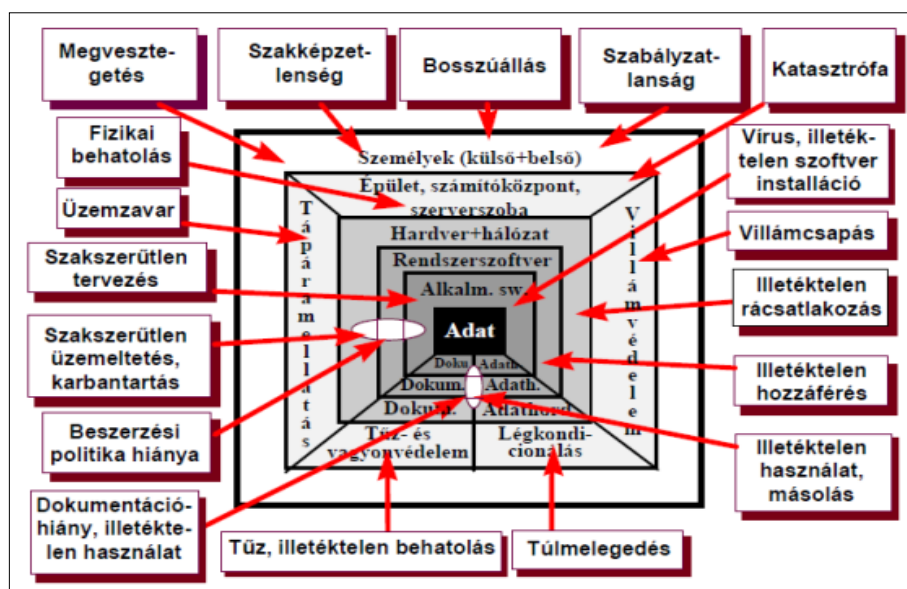 Megveszte-
getés
Szakképzet-
lenség
Bosszúállás
Szabályzat-
lanság
Katasztrófa
Fizikai
behatolás
Üzemzavar
Szakszerűtlen
tervezés
Szakszerűtlen
üzemeltetés,
karbantartás
Beszerzési
politika hiánya
Dokumentáció-
hiány, illetékte-
len használat
Személyek (külső+belső)
Épület, számítóközpont,
szerverszoba
Tápáramellátás
Hardver+hálózat
Rendszerszoftver
Alkalm. sw.
Adat
Doku
Adath
Dokum.
Adath.
Dokum.
Adathord
Tűz- és
vagyonvédelem
Légkondi-
cionálás
Villámvédelem
Vírus, illeték-
telen szoftver
installáció
Villámcsapás
Illetéktelen
rácsatlakozás
Illetéktelen
hozzáférés
Illetéktelen
használat,
másolás
Tűz, illetéktelen behatolás
Túlmelegedés